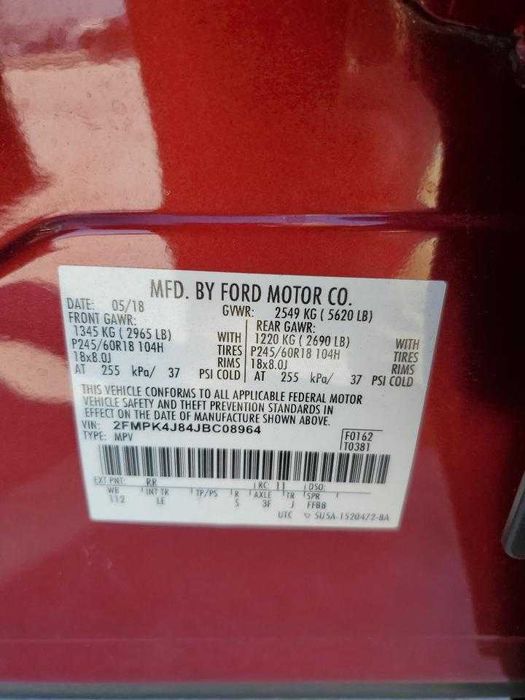 MFD. BY FORD MOTOR CO.
DATE: 05/18 GVWR: 2549 KG ( 5620 LB)
FRONT GAWR: REAR GAWR:
1345 KG ( 2965 LB) WITH 1220 KG ( 2690 LB) WITH
P245/60R18 104H TIRES P245/60R18 104H TIRES
18x8.0J RIMS 18x8.0J RIMS
AT 255 kPa/ 37 PSI COLD AT 255 kPa/ 37 PSI COLD
THIS VEHICLE CONFORMS TO ALL APPLICABLE FEDERAL MOTOR
VEHICLE SAFETY AND THEFT PREVENTION STANDARDS IN
EFFECT ON THE DATE OF MANUFACTURE SHOWN ABOVE.
VIN: 2FMPK4J84JBC08964 F0162
TYPE: MPV T0381
EXT PNT: RR RC: 11 DSO:
WB INT TR TP/PS R AXLE TR SPR
112 LE S 3F J FFBB
UTC